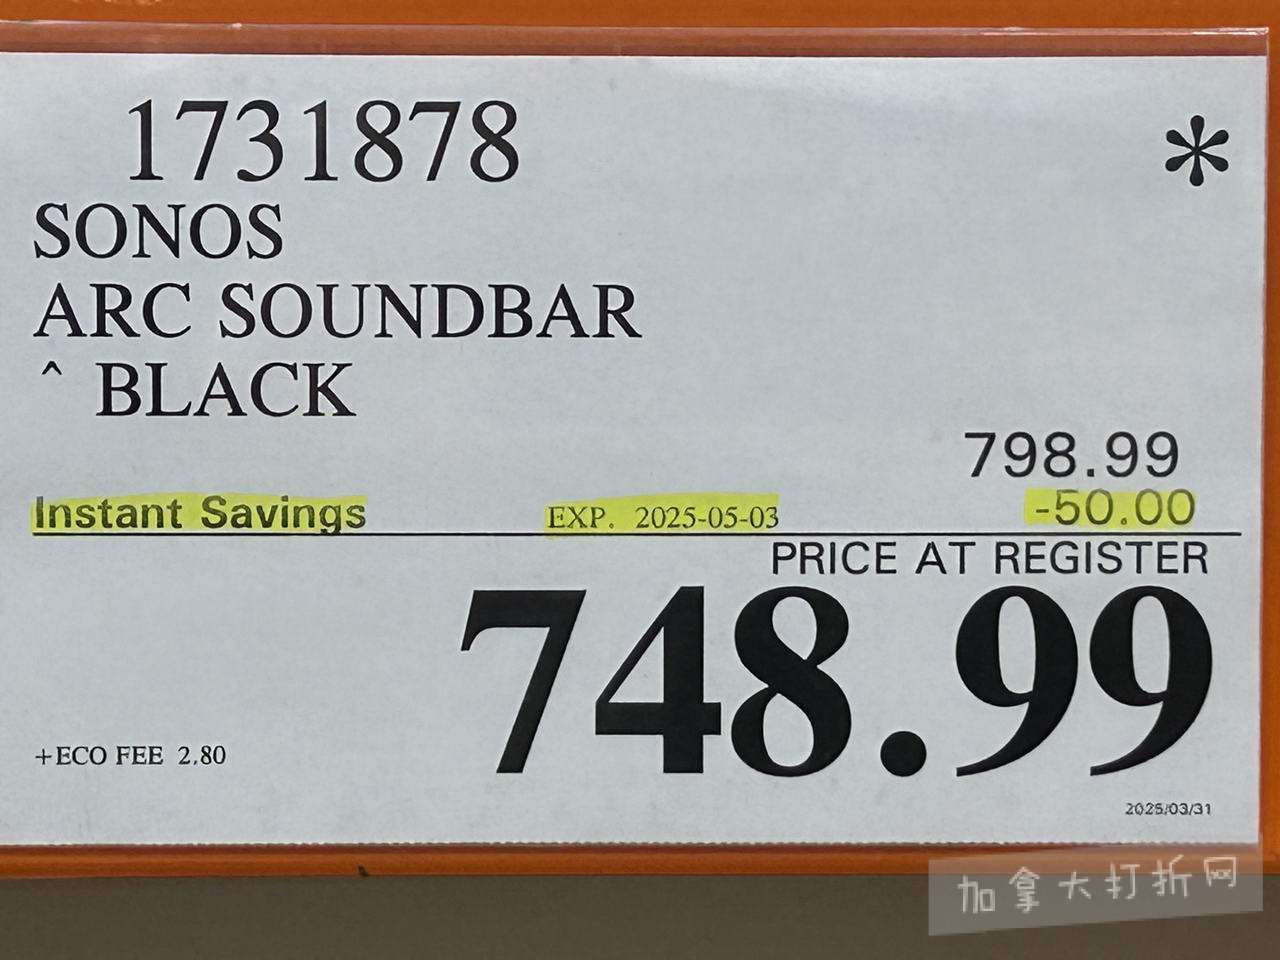 1731878
*
SONOS
ARC SOUNDBAR
^ BLACK
798.99
Instant Savings EXP. 2025-05-03 -50.00
PRICE AT REGISTER
748.99
+ECO FEE 2.80
2025/03/31
加拿大打折网